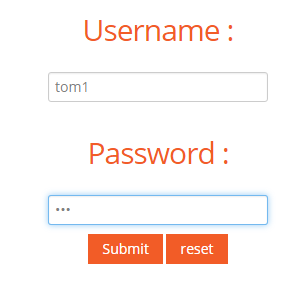 Username :
tom1
Password :
•••
Submit reset